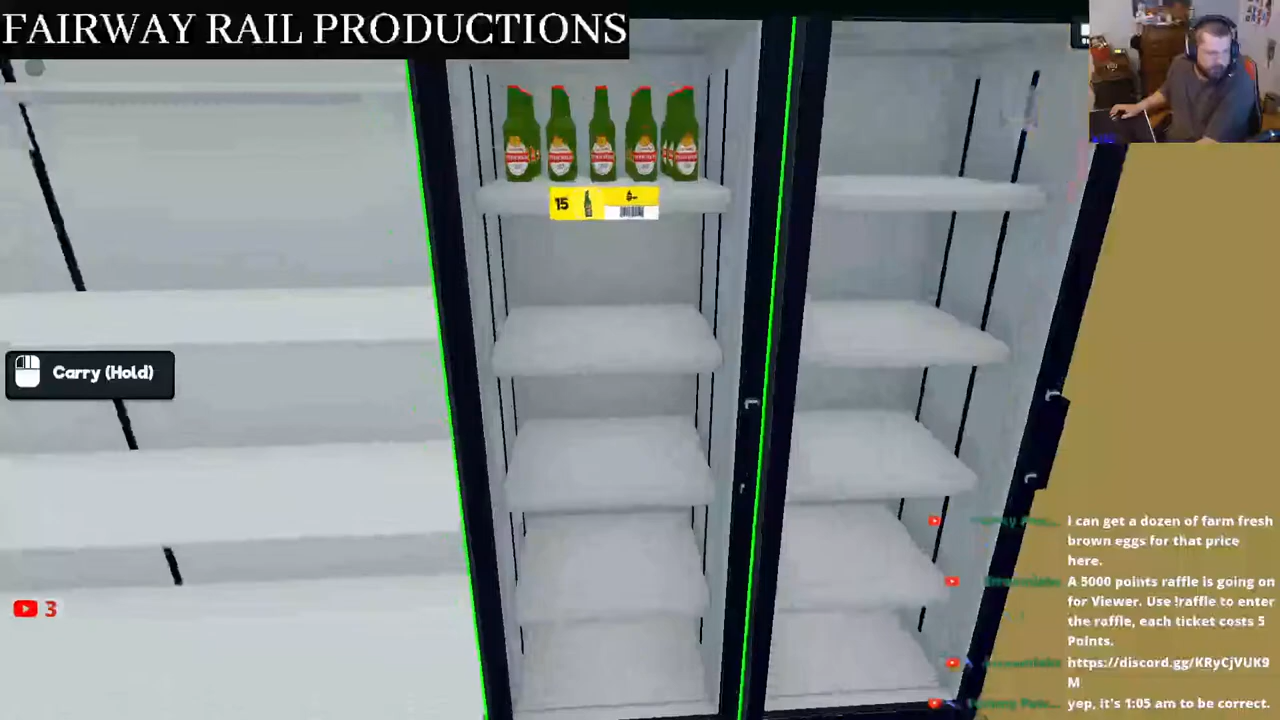 FAIRWAY RAIL PRODUCTIONS
15
Carry (Hold)
3
I can get a dozen of farm fresh
brown eggs for that price
here.
A 5000 points raffle is going on
for Viewer. Use !raffle to enter
the raffle, each ticket costs 5
Points.
https://discord.gg/KRyCjVUK9
M
yep, it's 1:05 am to be correct.